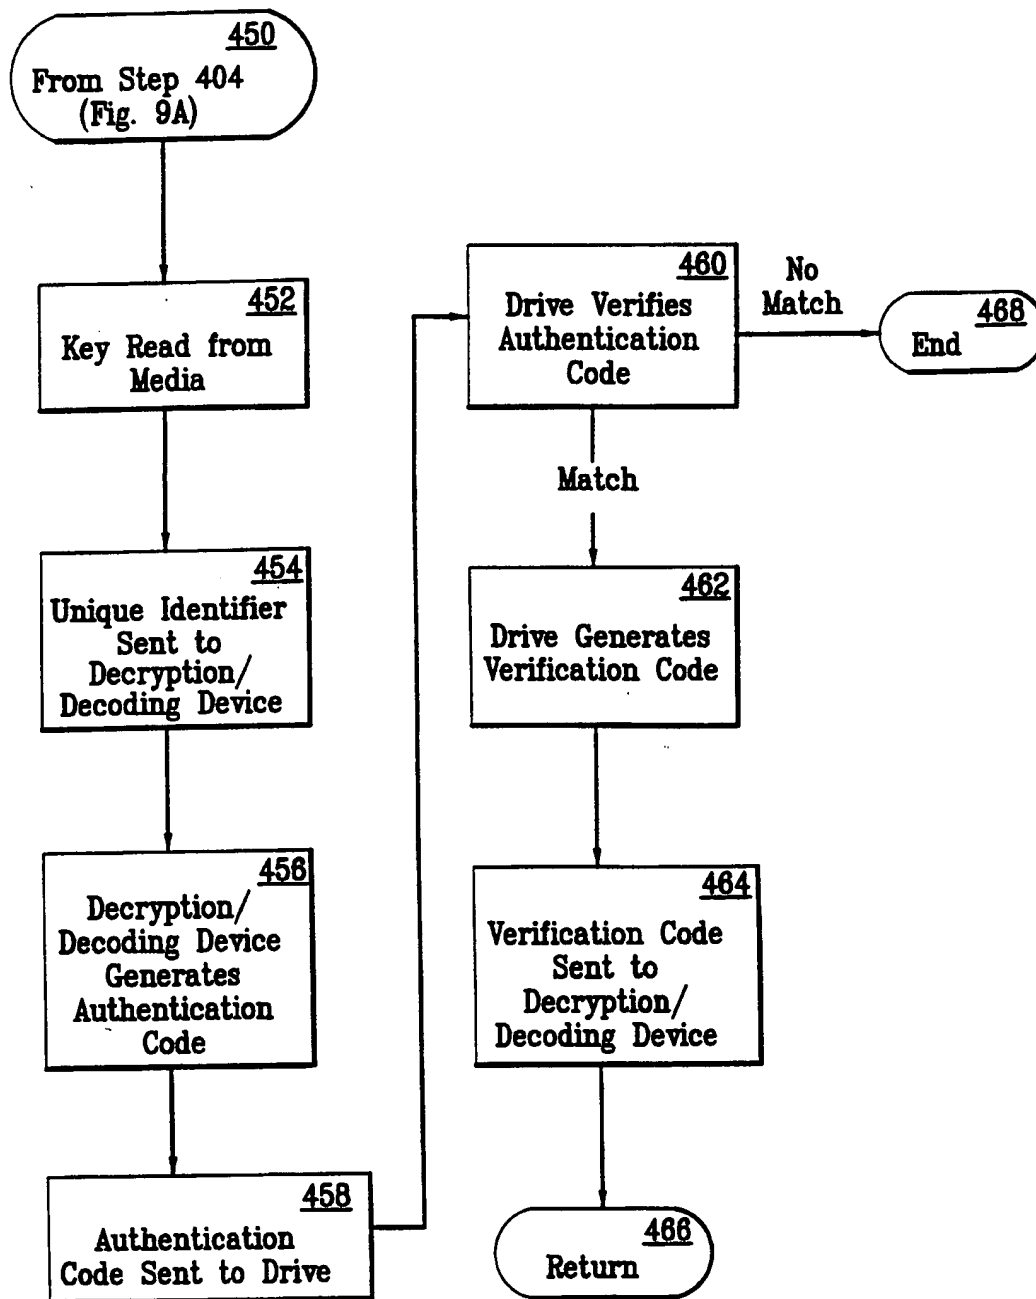 450
From Step 404
(Fig. 9A)
452
Key Read from
Media
454
Unique Identifier
Sent to
Decryption/
Decoding Device
456
Decryption/
Decoding Device
Generates
Authentication
Code
458
Authentication
Code Sent to Drive
460
Drive Verifies
Authentication
Code
No
Match
468
End
Match
462
Drive Generates
Verification Code
464
Verification Code
Sent to
Decryption/
Decoding Device
466
Return